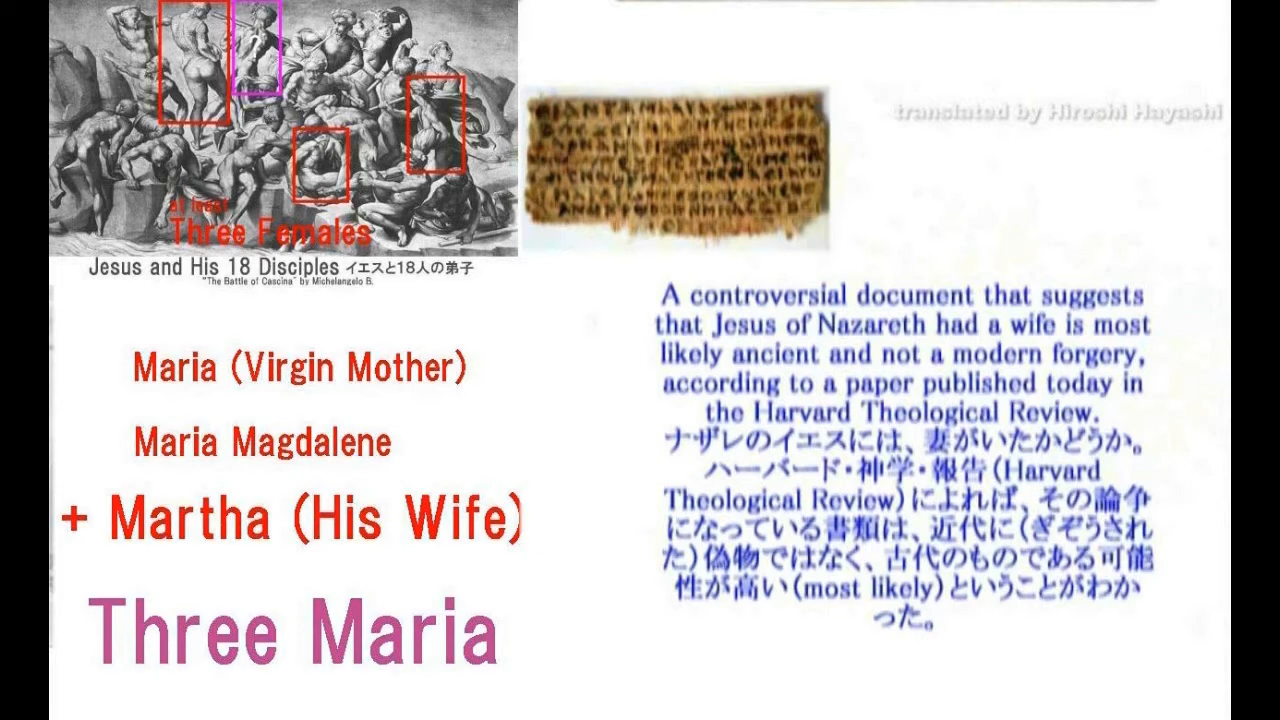 at least
Three Females
Jesus and His 18 Disciples イエスと18人の弟子
"The Battle of Cascina" by Michelangelo B.
Maria (Virgin Mother)
Maria Magdalene
+ Martha (His Wife)
Three Maria
translated by Hiroshi Hayashi
A controversial document that suggests
that Jesus of Nazareth had a wife is most
likely ancient and not a modern forgery,
according to a paper published today in
the Harvard Theological Review.
ナザレのイエスには、妻がいたかどうか。
ハーバード・神学・報告(Harvard
Theological Review)によれば、その論争
になっている書類は、近代に(ぎぞうされ
た)偽物ではなく、古代のものである可能
性が高い(most likely)ということがわか
った。